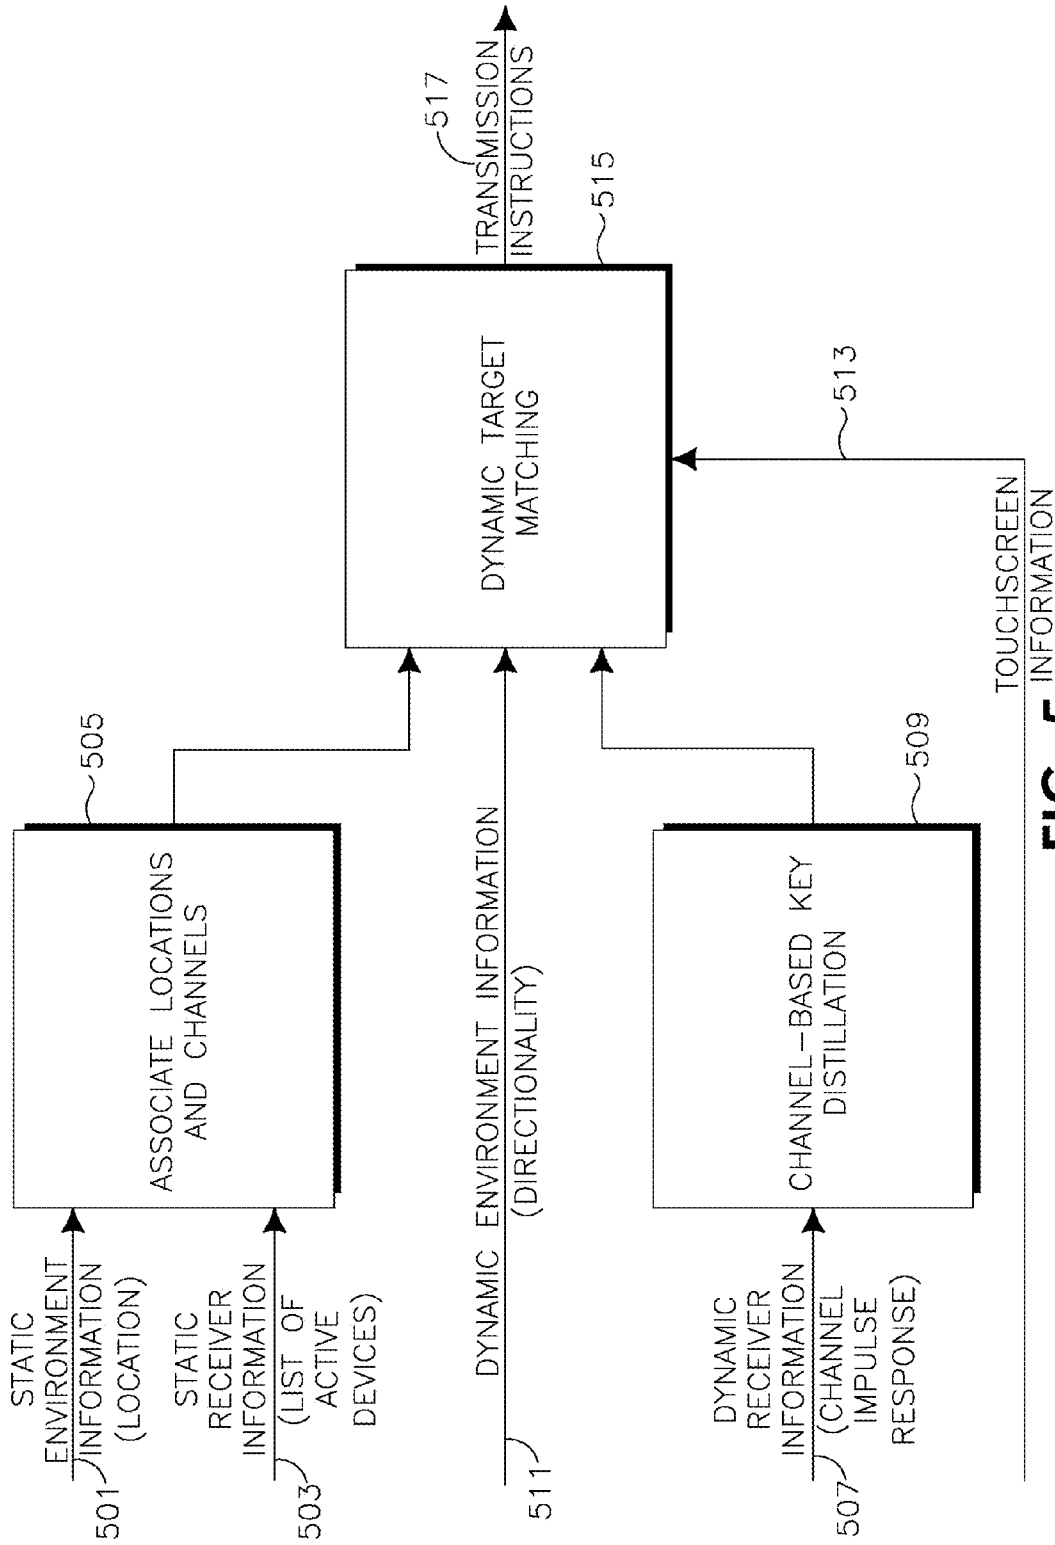 STATIC
ENVIRONMENT
INFORMATION
(LOCATION)
501
STATIC
RECEIVER
INFORMATION
(LIST OF
ACTIVE
DEVICES)
503
ASSOCIATE LOCATIONS
AND CHANNELS
505
DYNAMIC ENVIRONMENT INFORMATION
(DIRECTIONALITY)
511
DYNAMIC
RECEIVER
INFORMATION
(CHANNEL
IMPULSE
RESPONSE)
507
CHANNEL-BASED KEY
DISTILLATION
509
DYNAMIC TARGET
MATCHING
515
TRANSMISSION
INSTRUCTIONS
517
TOUCHSCREEN
INFORMATION
513